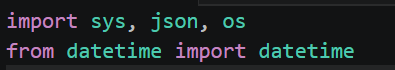 import sys, json, os
from datetime import datetime